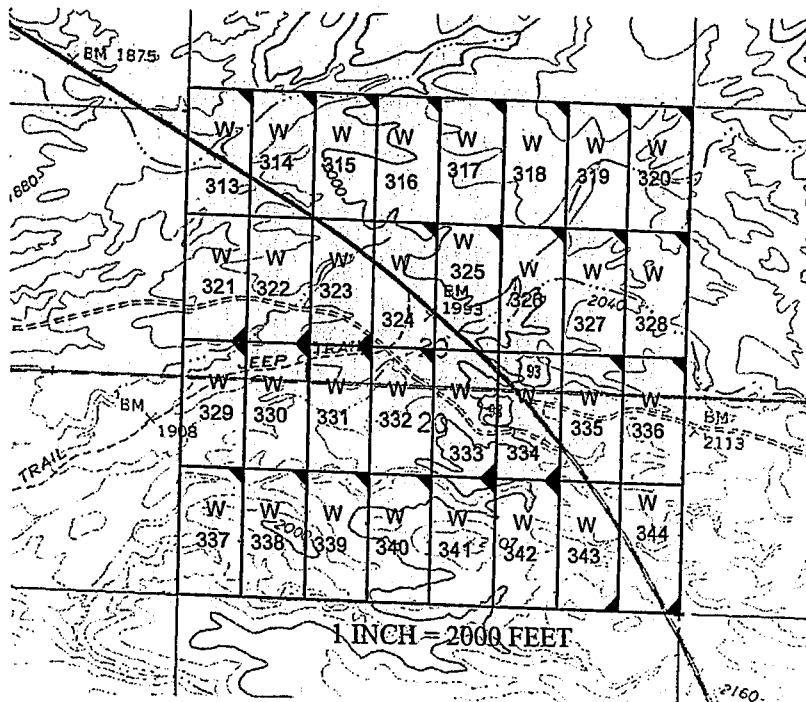 BM 1875
W W W W W W W W
313 314 315 316 317 318 319 320
1880
W W W W W W W W
321 322 323 324 325 326 327 328
BM
1993
2040
EEP TRAIL
93
W W W W W W W W
329 330 331 332 333 334 335 336
BM
1908
BM
2113
TRAIL
W W W W W W W W
337 338 339 340 341 342 343 344
2000
1 INCH = 2000 FEET
2160